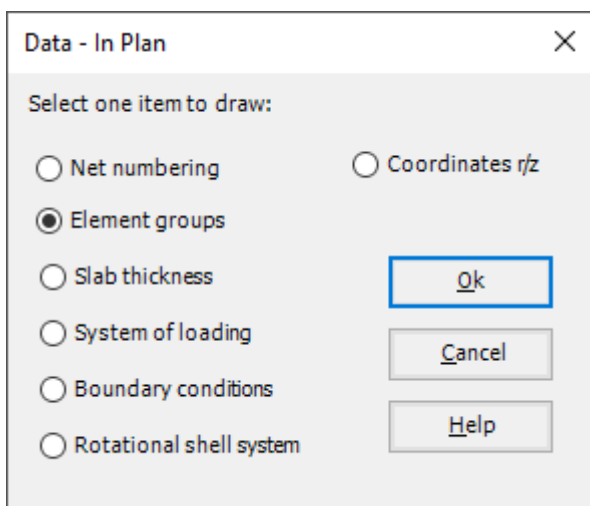 Data - In Plan
Select one item to draw:
Net numbering
Coordinates r/z
Element groups
Slab thickness
Ok
System of loading
Cancel
Boundary conditions
Help
Rotational shell system